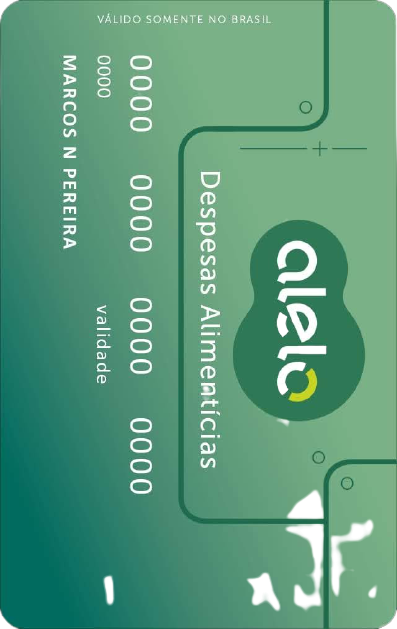 VÁLIDO SOMENTE NO BRASIL
alelo
Despesas Alimentícias
0000 0000 0000 0000
0000 validade
MARCOS N PEREIRA